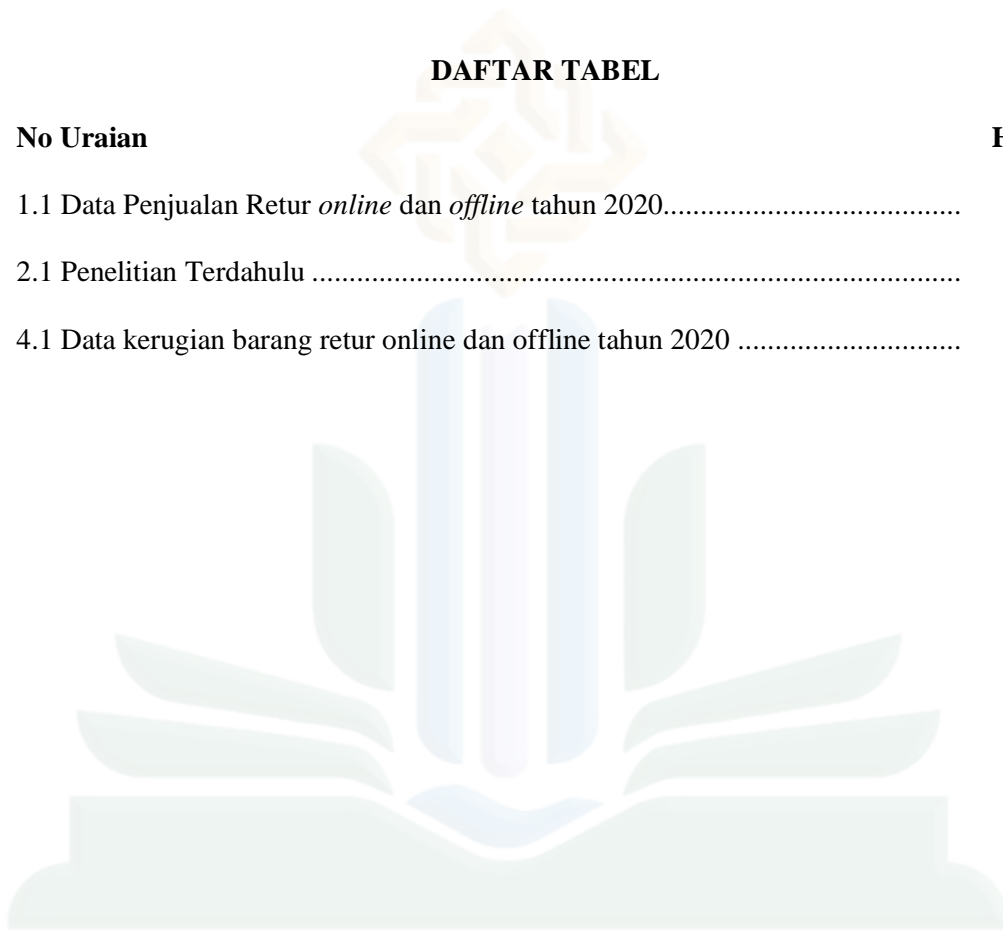 DAFTAR TABEL
No Uraian
1.1 Data Penjualan Retur online dan offline tahun 2020........................................
2.1 Penelitian Terdahulu .......................................................................................
4.1 Data kerugian barang retur online dan offline tahun 2020 ..............................